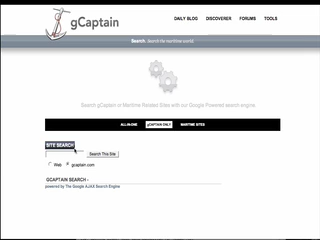 gCaptain
DAILY BLOG DISCOVERER FORUMS TOOLS
Search. Search the maritime world.
Search gCaptain or Maritime Related Sites with our Google Powered search engine.
ALL-IN-ONE gCAPTAIN ONLY MARITIME SITES
SITE SEARCH
Search This Site
Web gcaptain.com
GCAPTAIN SEARCH -
powered by The Google AJAX Search Engine